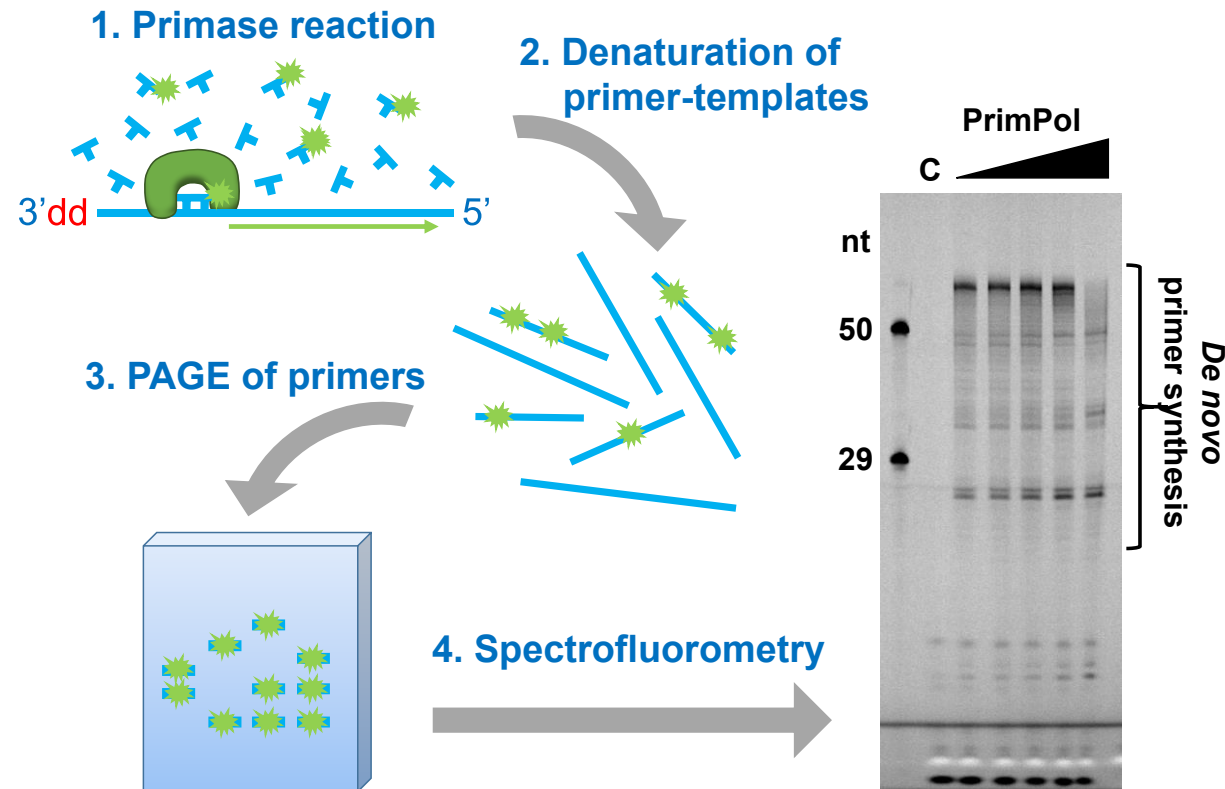 1. Primase reaction
2. Denaturation of
primer-templates
3'dd
5'
3. PAGE of primers
4. Spectrofluorometry
PrimPol
C
nt
50
29
De novo
primer synthesis